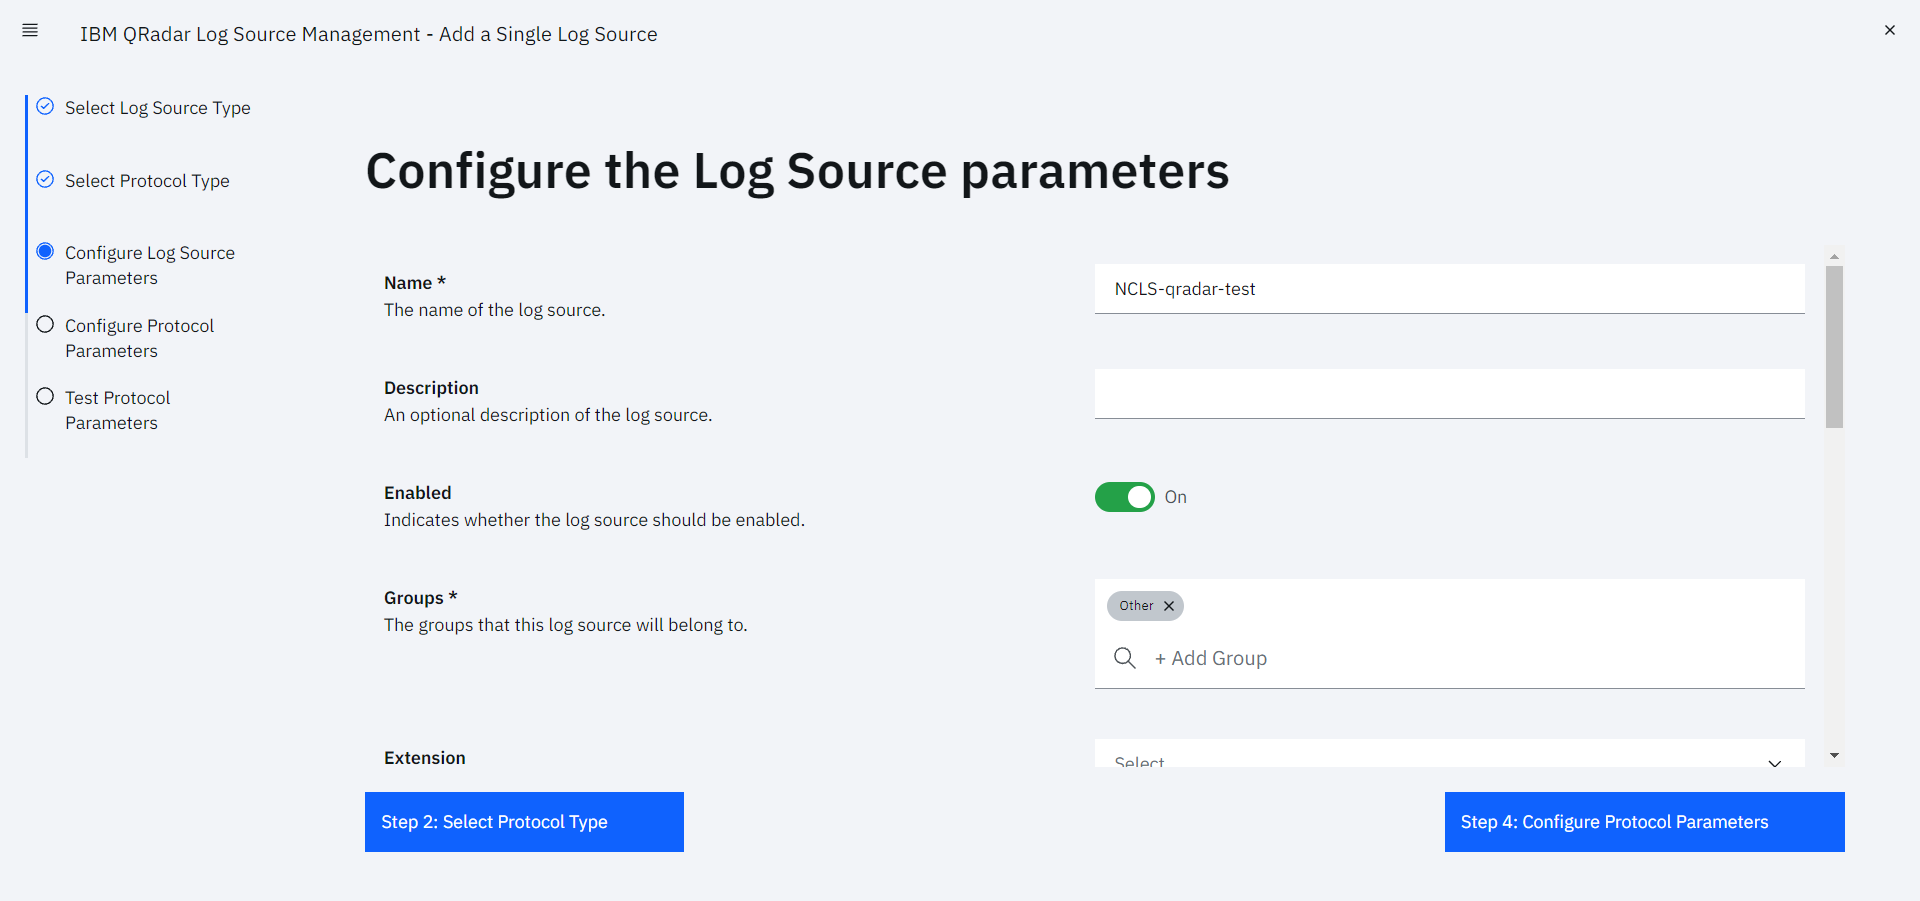 IBM QRadar Log Source Management - Add a Single Log Source
Select Log Source Type
Select Protocol Type
Configure Log Source
Parameters
Configure Protocol
Parameters
Test Protocol
Parameters
Configure the Log Source parameters
Name *
The name of the log source.
NCLS-qradar-test
Description
An optional description of the log source.
Enabled
Indicates whether the log source should be enabled.
On
Groups *
The groups that this log source will belong to.
Other
+ Add Group
Extension
Select
Step 2: Select Protocol Type
Step 4: Configure Protocol Parameters